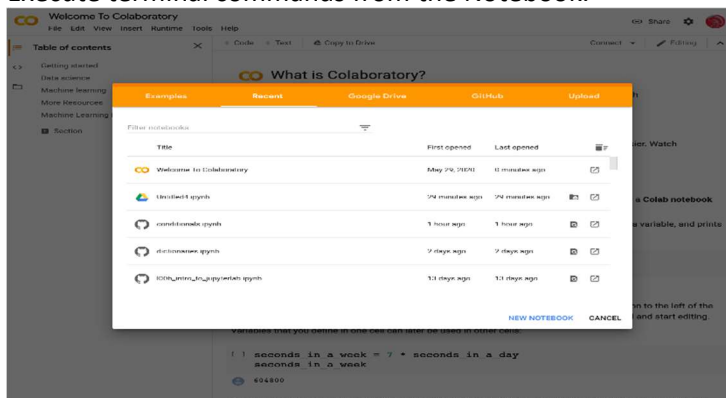 Execute terminal commands from the Notebook.
Welcome To Colaboratory
File Edit View Insert Runtime Tools Help
Share
Table of contents
+ Code + Text Copy to Drive
Connect
Editing
Getting started
Data science
Machine learning
More Resources
Machine Learning
Section
What is Colaboratory?
Examples Recent Google Drive GitHub Upload
Filter notebooks
Title First opened Last opened
Welcome To Colaboratory May 29, 2020 0 minutes ago
Untitled4.ipynb 29 minutes ago 29 minutes ago
conditionals.ipynb 1 hour ago 1 hour ago
dictionaries.ipynb 2 days ago 2 days ago
l00b_intro_to_jupyterlab.ipynb 13 days ago 13 days ago
NEW NOTEBOOK CANCEL
Watch
a Colab notebook
a variable, and prints
on to the left of the
and start editing.
Variables that you define in one cell can later be used in other cells:
[ ] seconds_in_a_week = 7 * seconds_in_a_day
seconds_in_a_week
604800